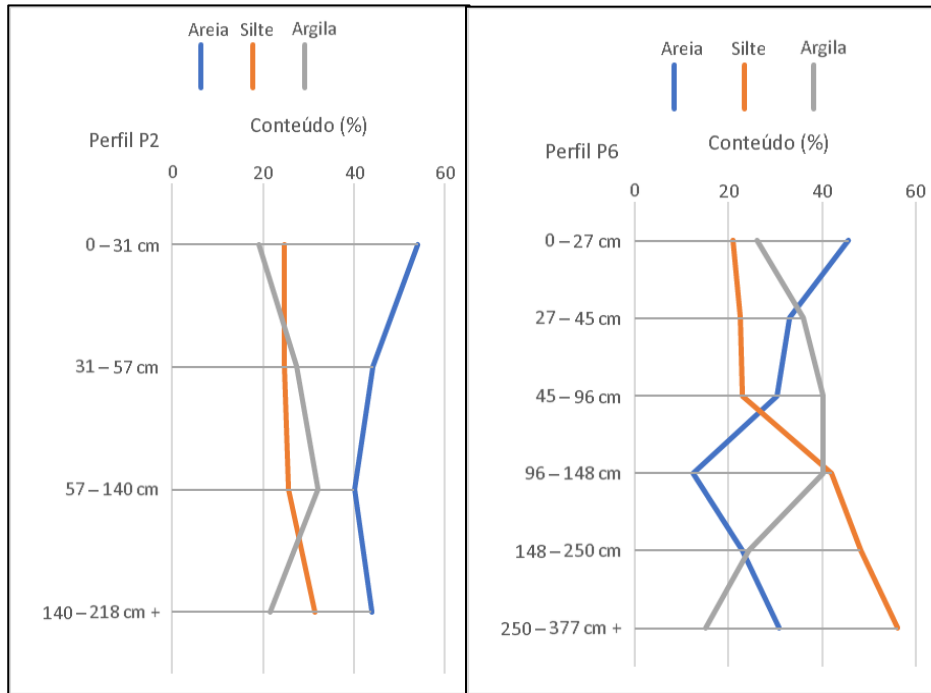 Areia Silte Argila
Conteúdo (%)
Perfil P2
0 20 40 60
0 – 31 cm
31 – 57 cm
57 – 140 cm
140 – 218 cm +
Areia Silte Argila
Conteúdo (%)
Perfil P6
0 20 40 60
0 – 27 cm
27 – 45 cm
45 – 96 cm
96 – 148 cm
148 – 250 cm
250 – 377 cm +